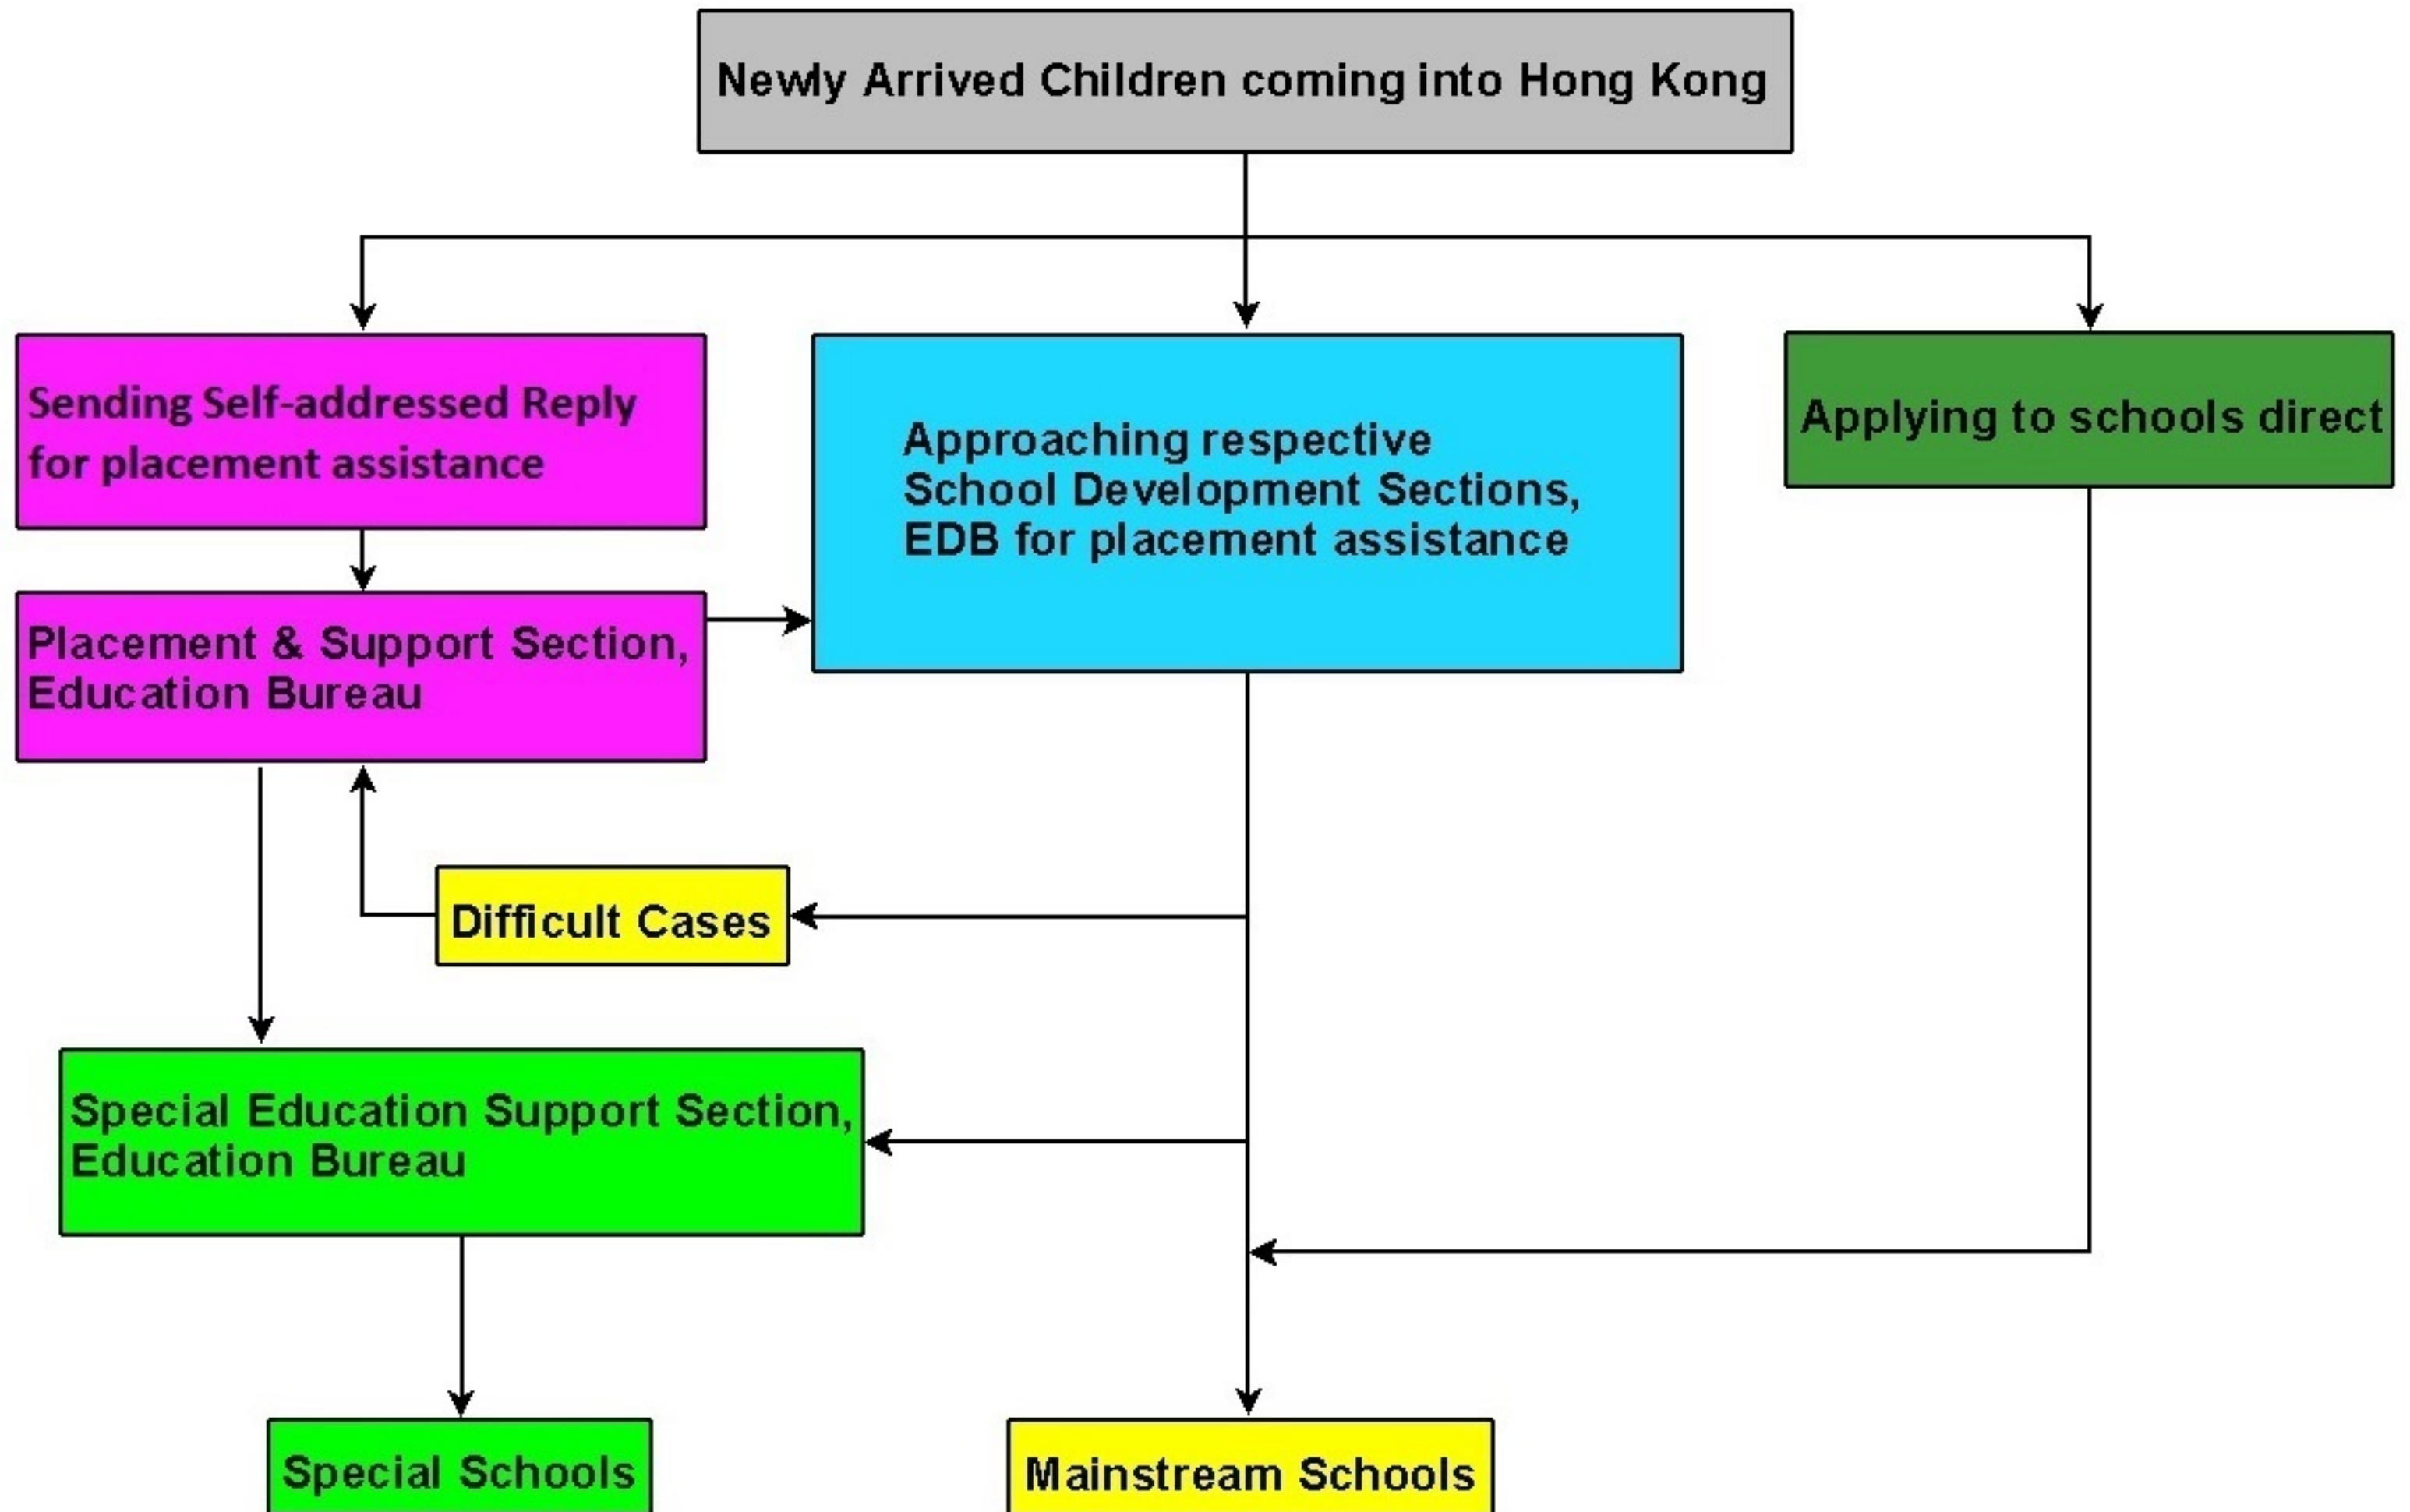 Newly Arrived Children coming into Hong Kong
Sending Self-addressed Reply
for placement assistance
Approaching respective
School Development Sections,
EDB for placement assistance
Applying to schools direct
Placement & Support Section,
Education Bureau
Difficult Cases
Special Education Support Section,
Education Bureau
Special Schools
Mainstream Schools